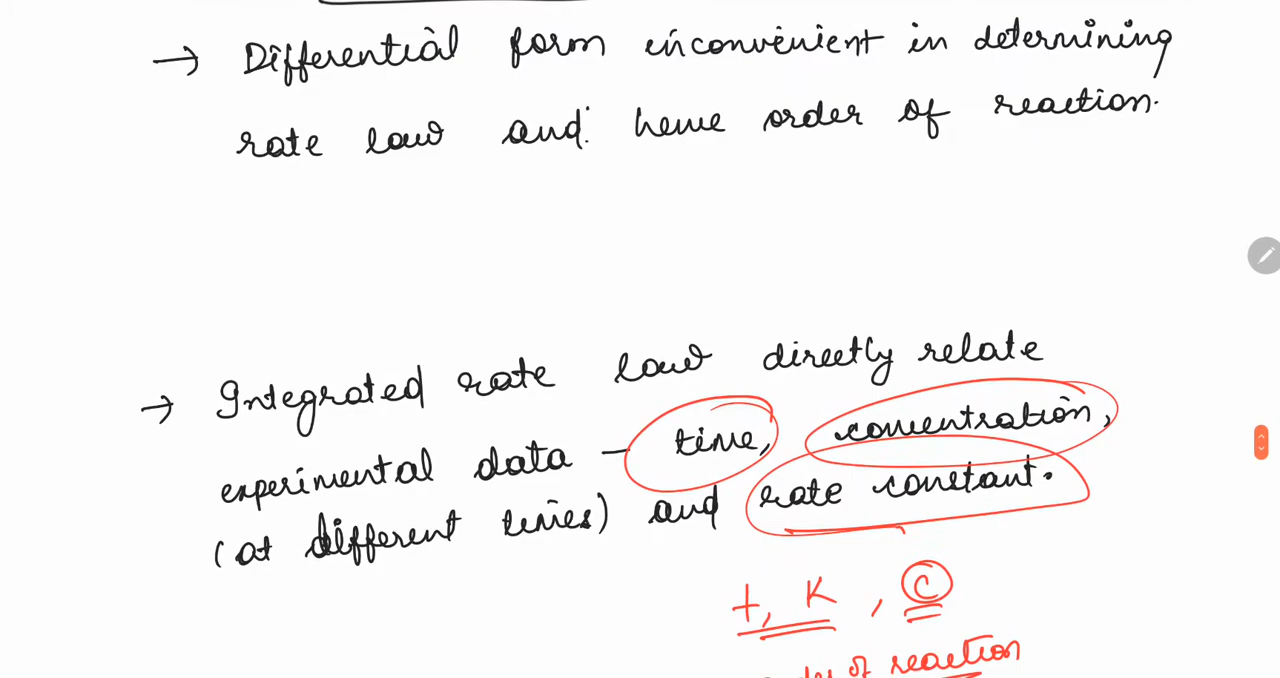 → Differential form inconvenient in determining
rate law and hence order of reaction.
→ Integrated rate law directly relate
experimental data - time, concentration,
(at different times) and rate constant.
t, K , C
of reaction